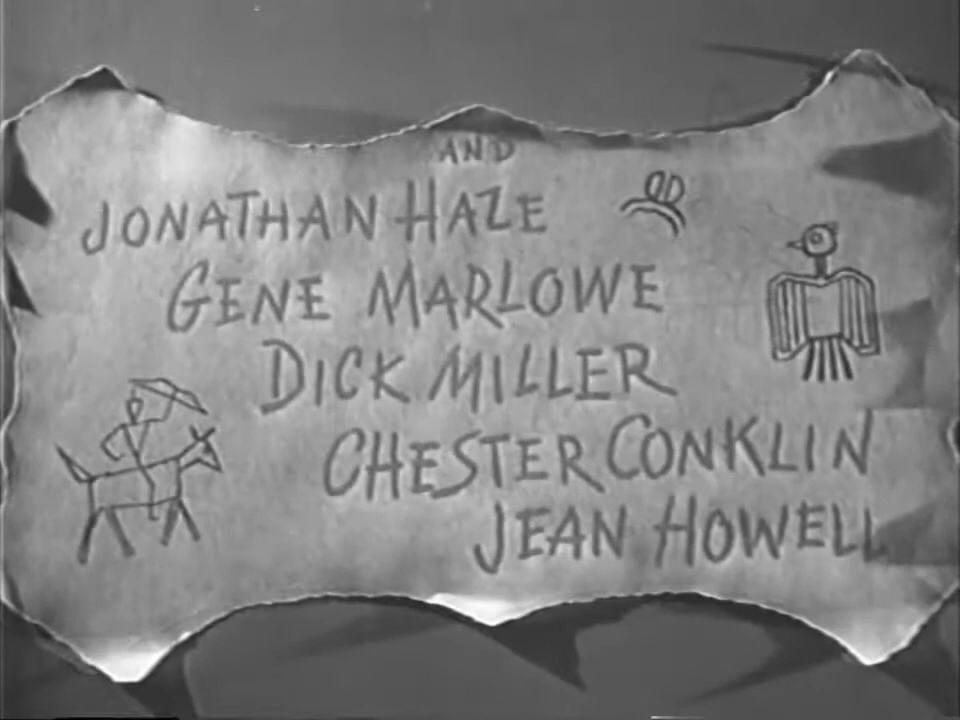 AND
JONATHAN HAZE
GENE MARLOWE
DICK MILLER
CHESTER CONKLIN
JEAN HOWELL